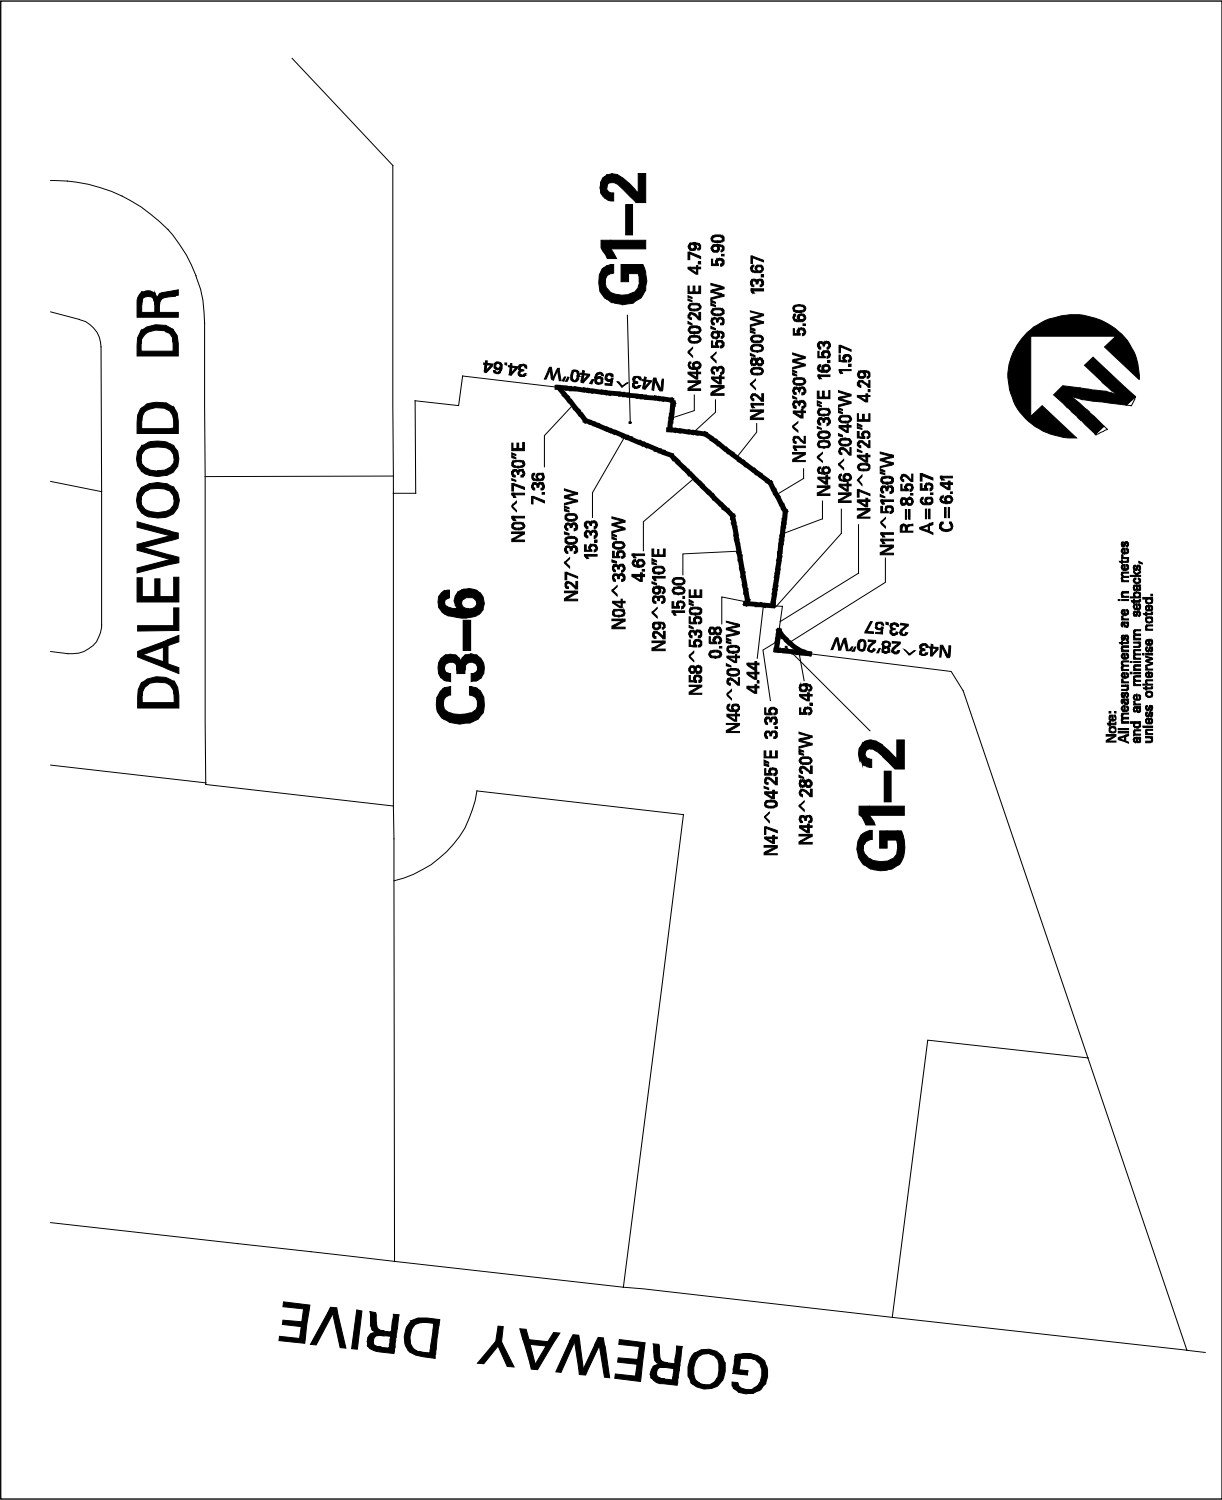 DALEWOOD DR
C3–6
G1–2
34.64
N43^59'40"W
N01^17'30"E
7.36
N27^30'30"W
15.33
N04^33'50"W
4.61
N29^39'10"E
15.00
N58^53'50"E
0.58
N46^20'40"W
4.44
N47^04'25"E 3.35
N43^28'20"W 5.49
N46^00'20"E 4.79
N43^59'30"W 5.90
N12^08'00"W 13.67
N12^43'30"W 5.60
N46^00'30"E 16.53
N46^20'40"W 1.57
N47^04'25"E 4.29
N11^51'30"W
R=8.52
A=6.57
C=6.41
23.57
N43^28'20"W
G1–2
N
Note:
All measurements are in metres
and are minimum setbacks,
unless otherwise noted.
GOREWAY DRIVE